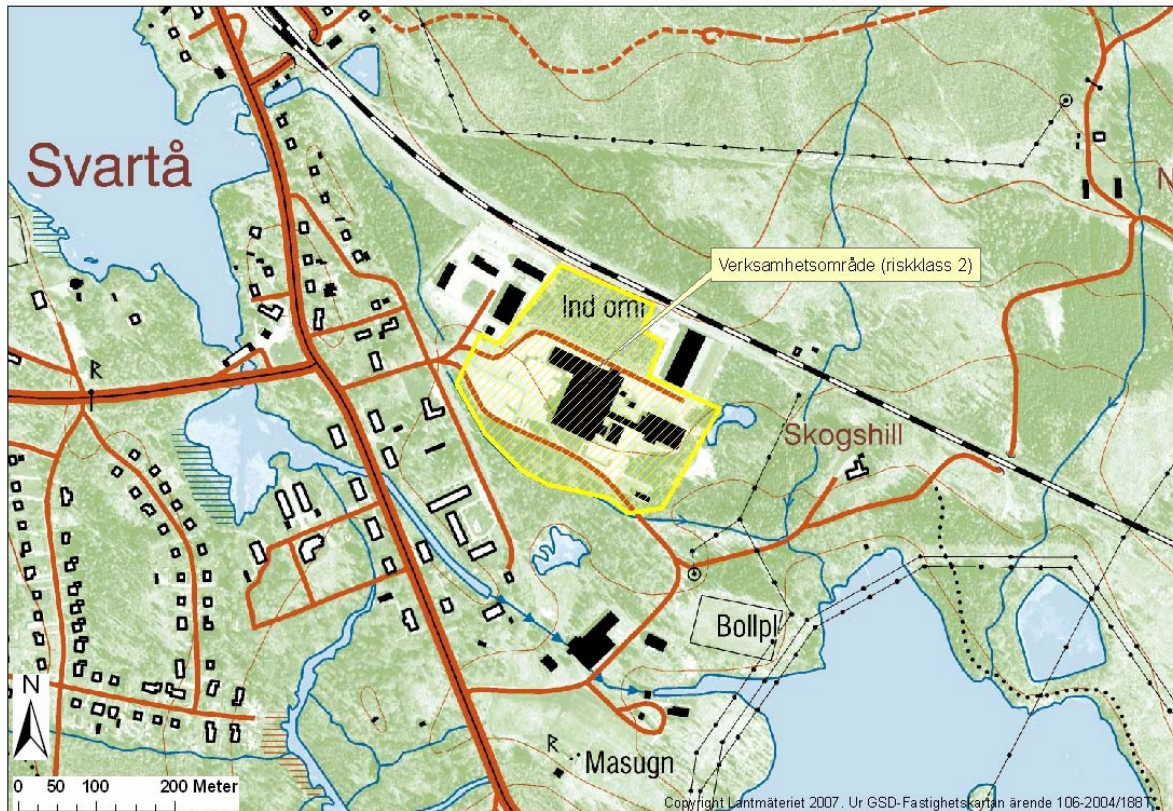 Svartå
N
Verksamhetsområde (riskklass 2)
Ind omr
R
Skogshill
Bollpl
N
R
Masugn
0 50 100 200 Meter
Copyright Lantmäteriet 2007. Ur GSD-Fastighetskartan ärende 106-2004/188T